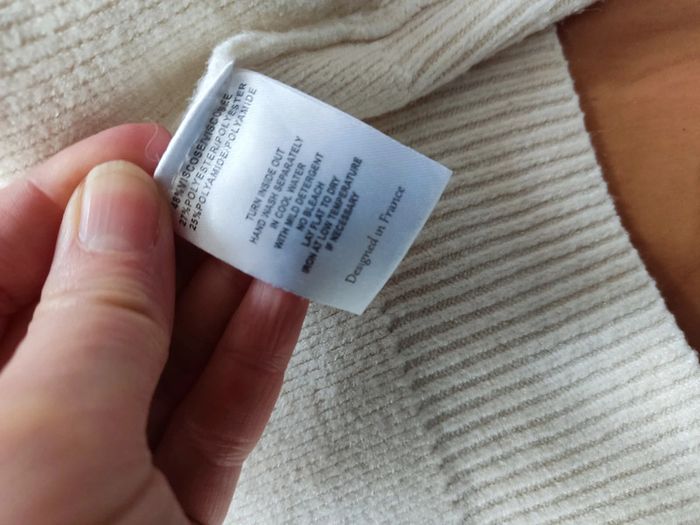 48%VISCOSE/VISCOSE
27%POLYESTER/POLYESTER
25%POLYAMIDE/POLYAMIDE
TURN INSIDE OUT
HAND WASH SEPARATELY
IN COOL WATER
WITH MILD DETERGENT
NO BLEACH
LAY FLAT TO DRY
IRON AT LOW TEMPERATURE
IF NECESSARY
Designed in France